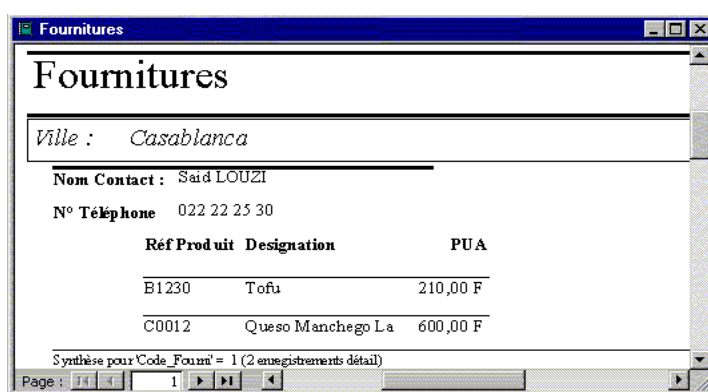 Fournitures
Fournitures
Ville : Casablanca
Nom Contact : Said LOUZI
N° Téléphone 022 22 25 30
Réf Produit Designation PUA
B1230 Tofu 210,00 F
C0012 Queso Manchego La 600,00 F
Synthèse pour 'Code_Fourni' = 1 (2 enregistrements détail)
Page : 1